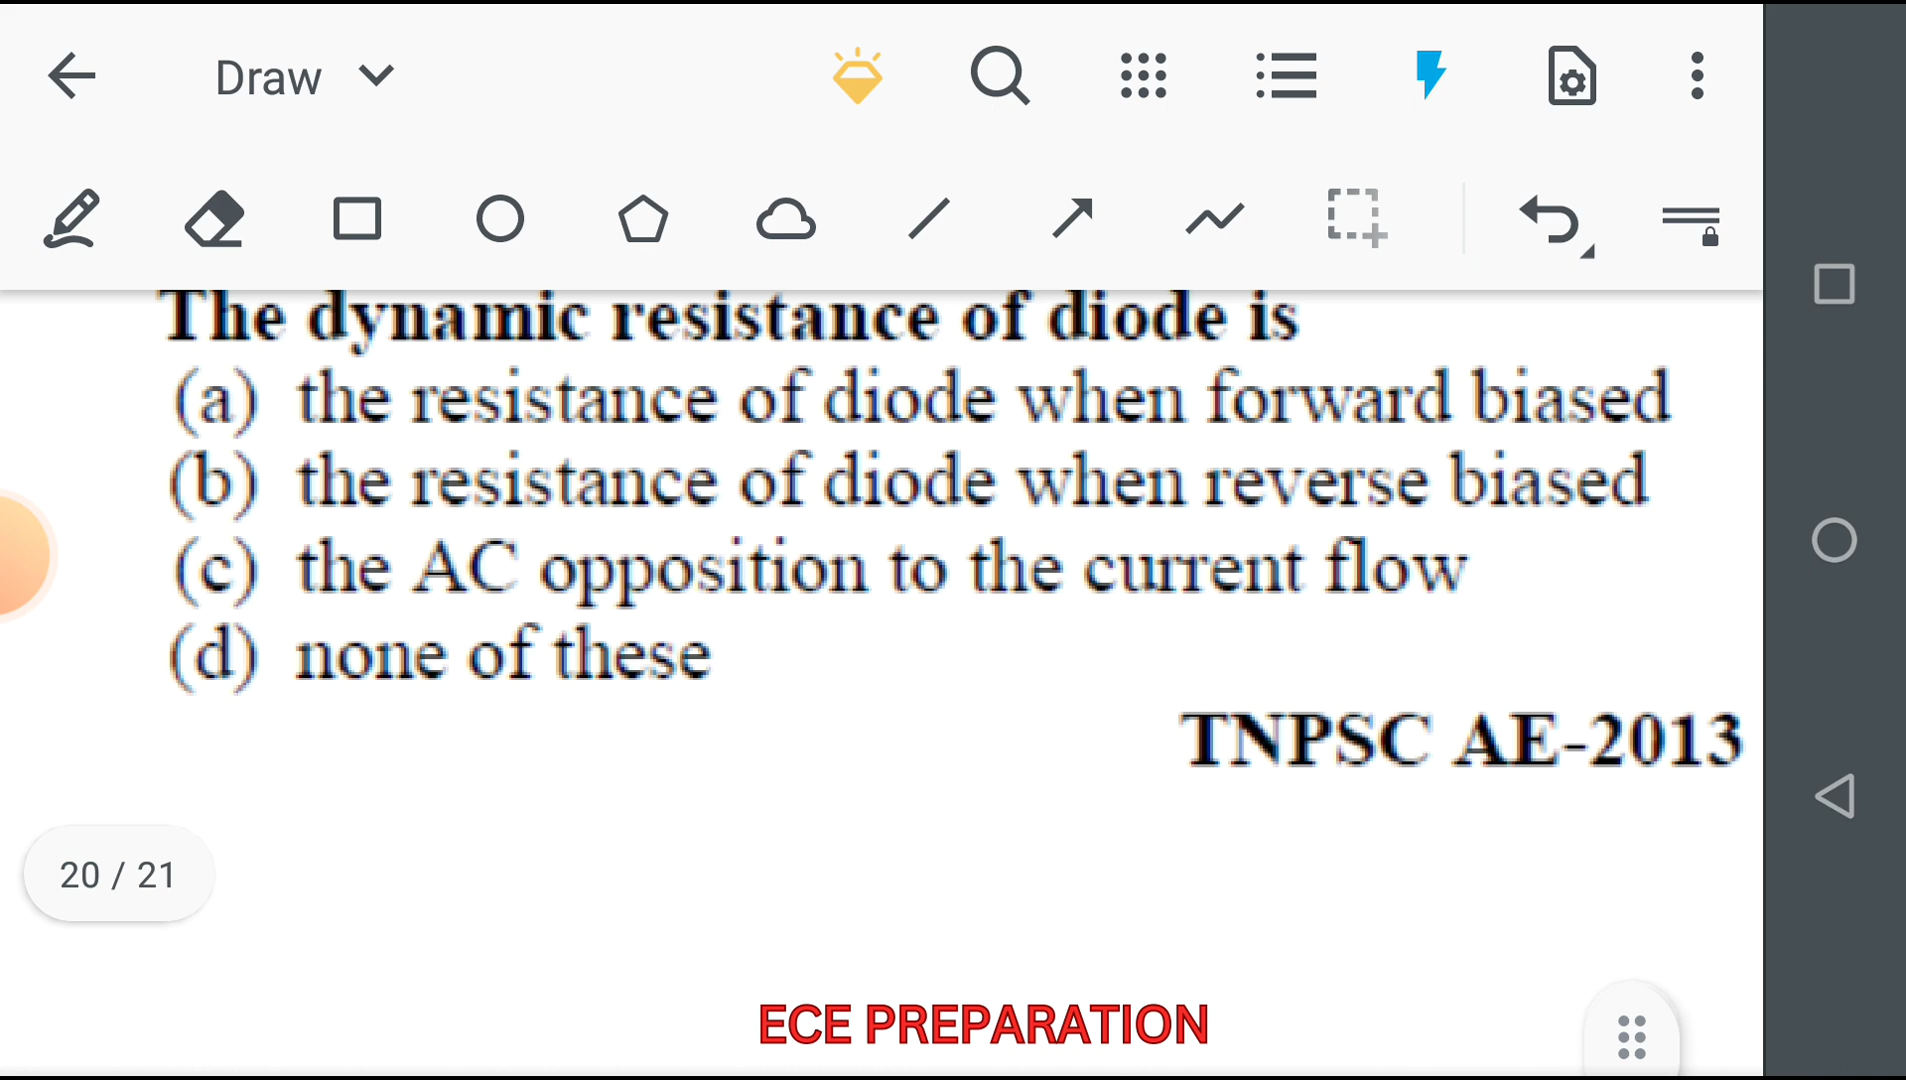 Draw
The dynamic resistance of diode is
(a) the resistance of diode when forward biased
(b) the resistance of diode when reverse biased
(c) the AC opposition to the current flow
(d) none of these
TNPSC AE-2013
20 / 21
ECE PREPARATION